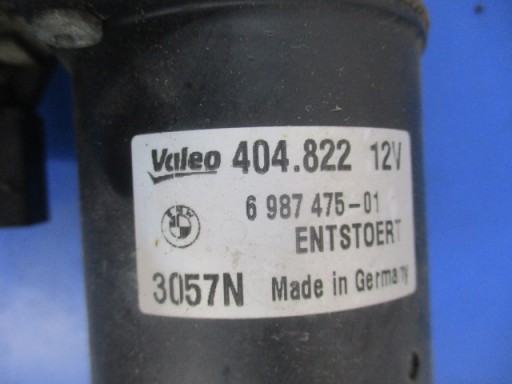 Valeo 404.822 12V
6 987 475-01
ENTSTOERT
3057N Made in Germany